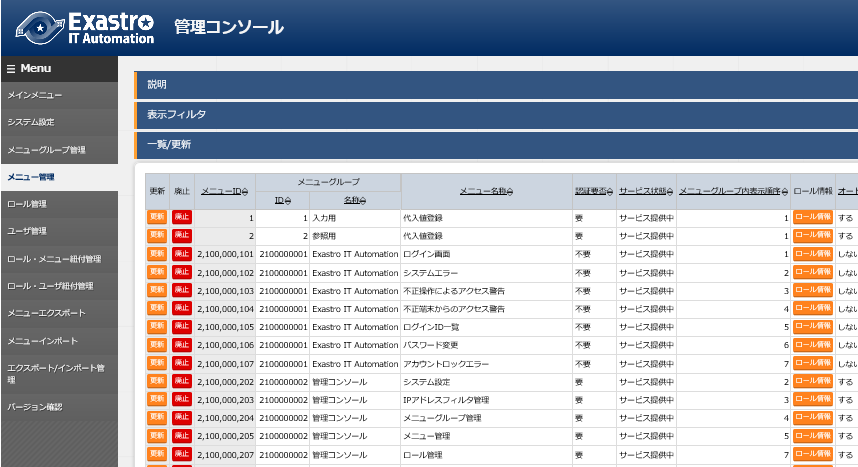 Exastro
IT Automation
管理コンソール
Menu
メインメニュー
システム設定
メニューグループ管理
メニュー管理
ロール管理
ユーザ管理
ロール・メニュー紐付管理
ロール・ユーザ紐付管理
メニューエクスポート
メニューインポート
エクスポート/インポート管
理
バージョン確認
説明
表示フィルタ
一覧/更新
更新 廃止 メニューID メニューグループ メニュー名称 認証要否 サービス状態 メニューグループ内表示順序 ロール情報 オート
ID 名称
更新 廃止 1 1 入力用 代入値登録 要 サービス提供中 1 ロール情報 する
更新 廃止 2 2 参照用 代入値登録 要 サービス提供中 1 ロール情報 する
更新 廃止 2,100,000,101 2100000001 Exastro IT Automation ログイン画面 不要 サービス提供中 1 ロール情報 しない
更新 廃止 2,100,000,102 2100000001 Exastro IT Automation システムエラー 不要 サービス提供中 2 ロール情報 しない
更新 廃止 2,100,000,103 2100000001 Exastro IT Automation 不正操作によるアクセス警告 不要 サービス提供中 3 ロール情報 しない
更新 廃止 2,100,000,104 2100000001 Exastro IT Automation 不正端末からのアクセス警告 不要 サービス提供中 4 ロール情報 しない
更新 廃止 2,100,000,105 2100000001 Exastro IT Automation ログインID一覧 不要 サービス提供中 5 ロール情報 しない
更新 廃止 2,100,000,106 2100000001 Exastro IT Automation パスワード変更 不要 サービス提供中 6 ロール情報 しない
更新 廃止 2,100,000,107 2100000001 Exastro IT Automation アカウントロックエラー 不要 サービス提供中 7 ロール情報 しない
更新 廃止 2,100,000,202 2100000002 管理コンソール システム設定 要 サービス提供中 2 ロール情報 する
更新 廃止 2,100,000,203 2100000002 管理コンソール IPアドレスフィルタ管理 要 サービス提供中 3 ロール情報 する
更新 廃止 2,100,000,204 2100000002 管理コンソール メニューグループ管理 要 サービス提供中 4 ロール情報 する
更新 廃止 2,100,000,205 2100000002 管理コンソール メニュー管理 要 サービス提供中 5 ロール情報 する
更新 廃止 2,100,000,207 2100000002 管理コンソール ロール管理 要 サービス提供中 7 ロール情報 する